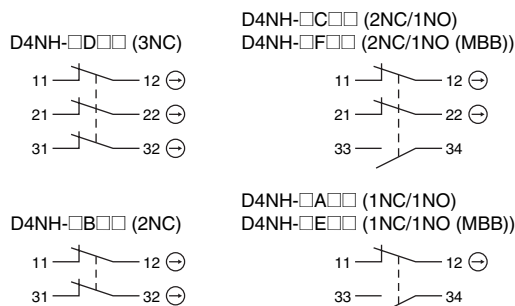 D4NH-□D□□ (3NC)
11 12 →
21 22 →
31 32 →
D4NH-□C□□ (2NC/1NO)
D4NH-□F□□ (2NC/1NO (MBB))
11 12 →
21 22 →
33 34
D4NH-□B□□ (2NC)
11 12 →
31 32 →
D4NH-□A□□ (1NC/1NO)
D4NH-□E□□ (1NC/1NO (MBB))
11 12 →
33 34